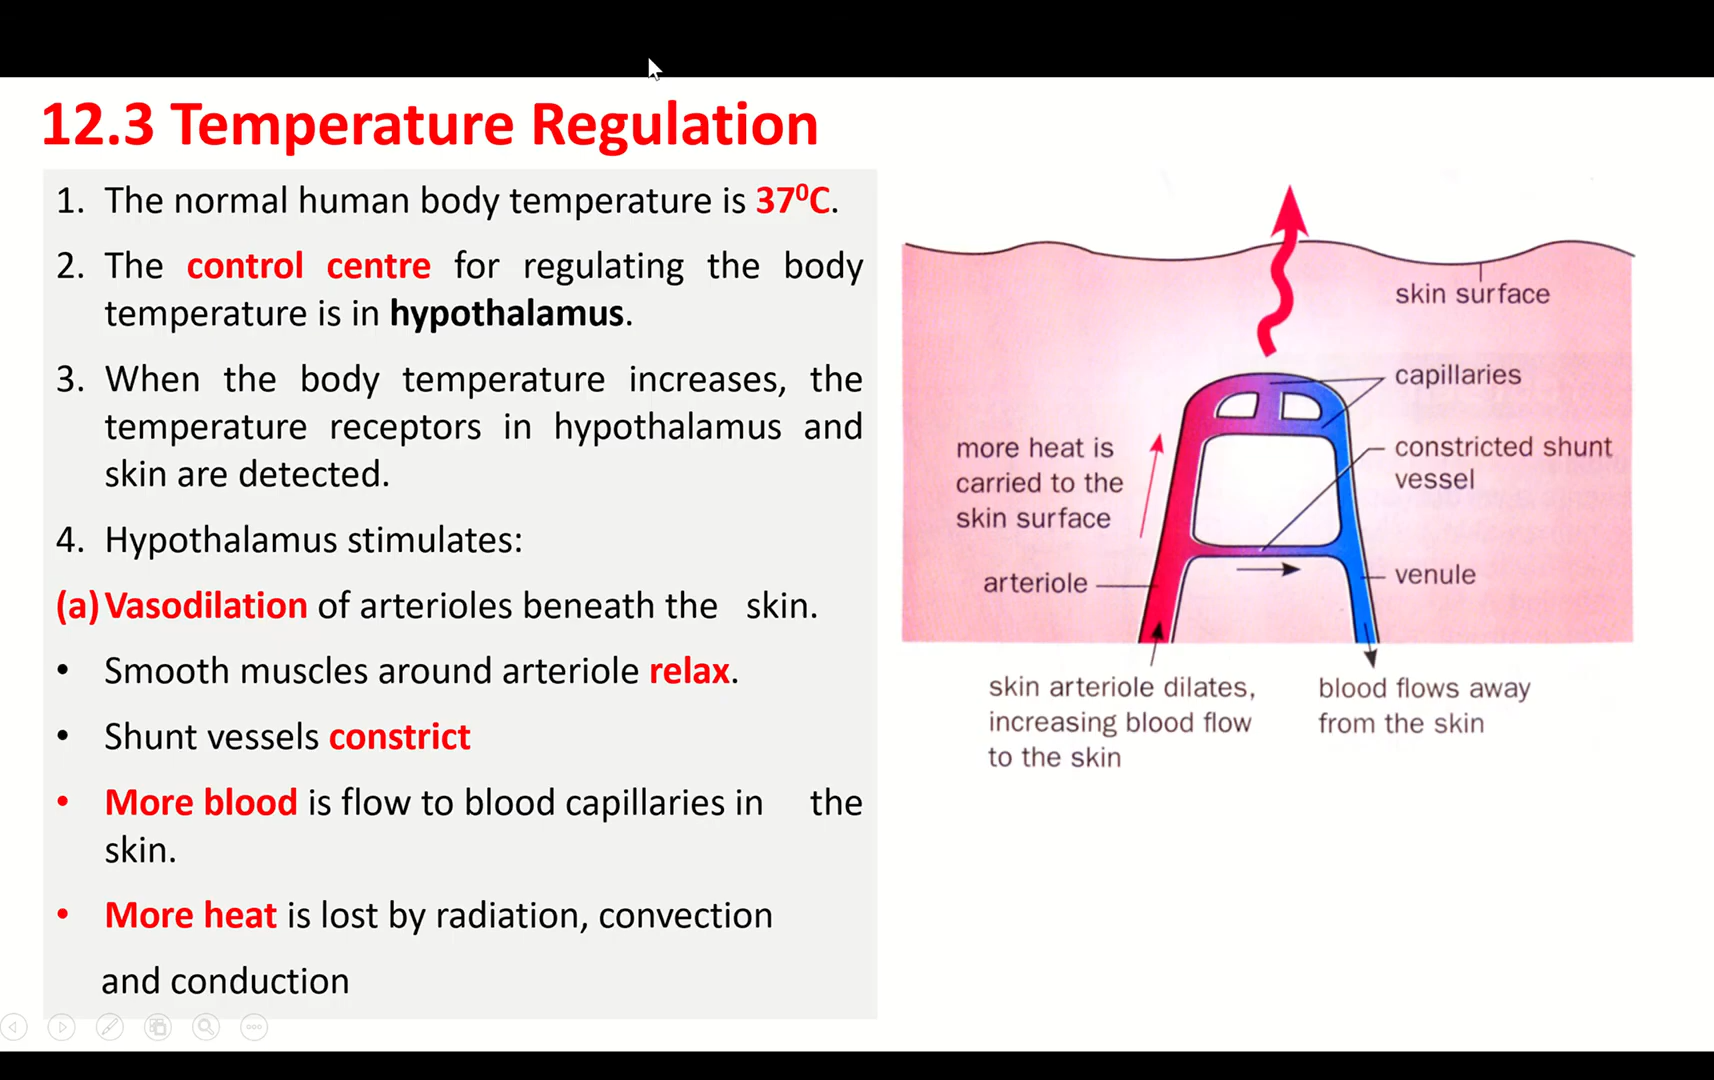 12.3 Temperature Regulation
1. The normal human body temperature is 37⁰C.
2. The control centre for regulating the body
temperature is in hypothalamus.
3. When the body temperature increases, the
temperature receptors in hypothalamus and
skin are detected.
4. Hypothalamus stimulates:
(a) Vasodilation of arterioles beneath the skin.
• Smooth muscles around arteriole relax.
• Shunt vessels constrict
• More blood is flow to blood capillaries in the
skin.
• More heat is lost by radiation, convection
and conduction
skin surface
capillaries
constricted shunt
vessel
more heat is
carried to the
skin surface
arteriole
venule
skin arteriole dilates,
increasing blood flow
to the skin
blood flows away
from the skin